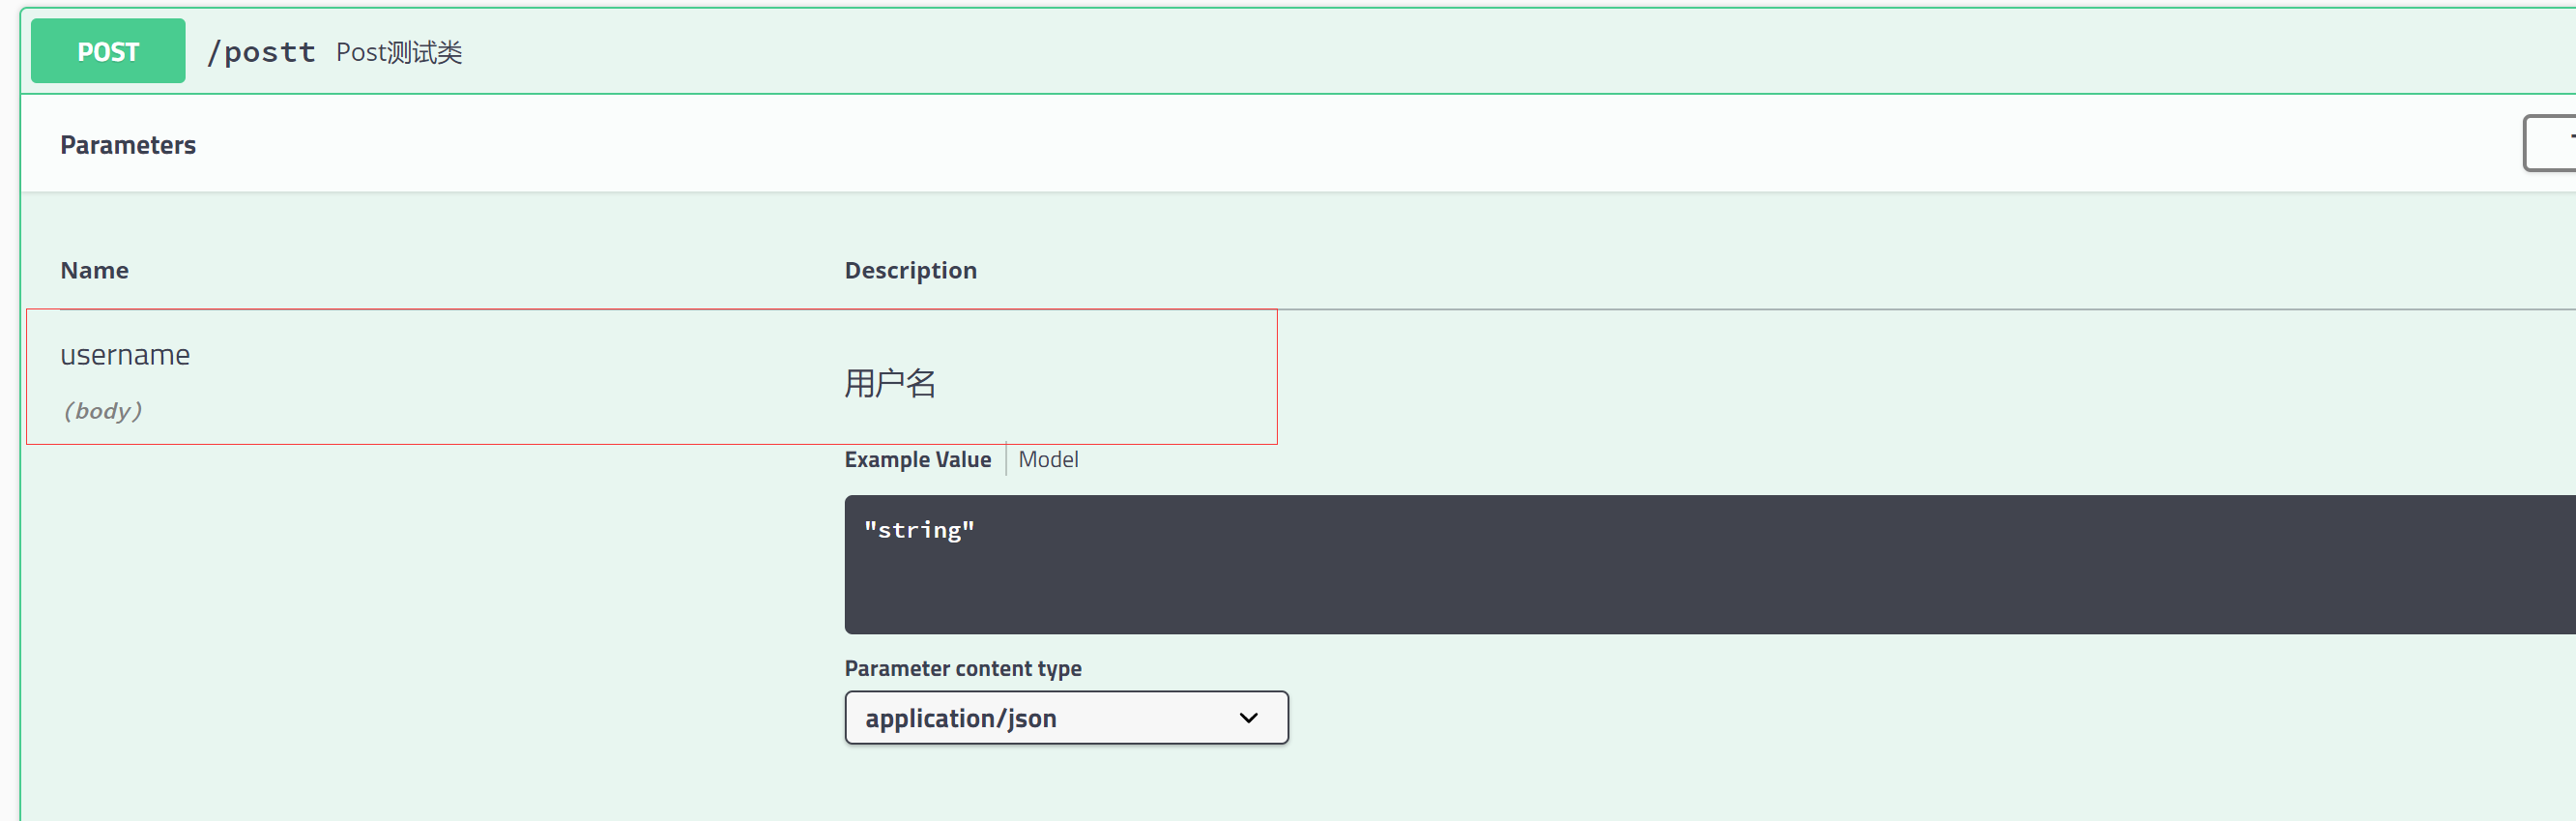 POST /postt Post测试类
Parameters
Name Description
username 用户名
(body)
Example Value Model
"string"
Parameter content type
application/json